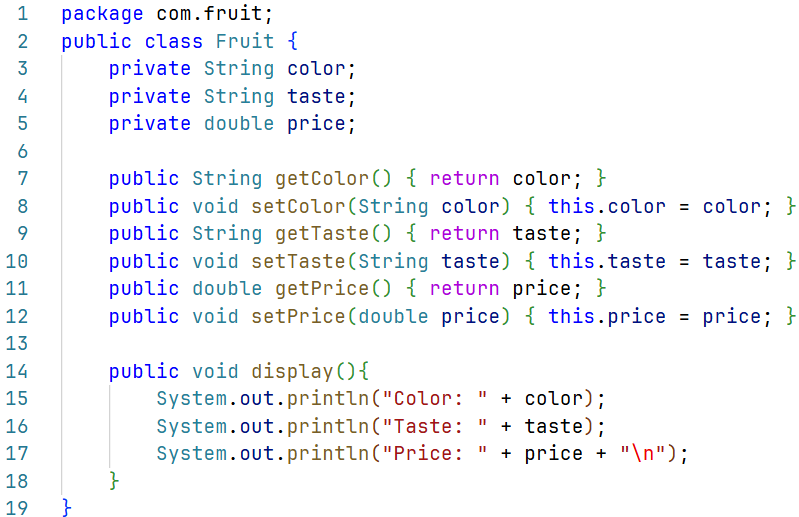 1 package com.fruit;
2 public class Fruit {
3     private String color;
4     private String taste;
5     private double price;
6
7     public String getColor() { return color; }
8     public void setColor(String color) { this.color = color; }
9     public String getTaste() { return taste; }
10     public void setTaste(String taste) { this.taste = taste; }
11     public double getPrice() { return price; }
12     public void setPrice(double price) { this.price = price; }
13
14     public void display(){
15         System.out.println("Color: " + color);
16         System.out.println("Taste: " + taste);
17         System.out.println("Price: " + price + "\n");
18     }
19 }